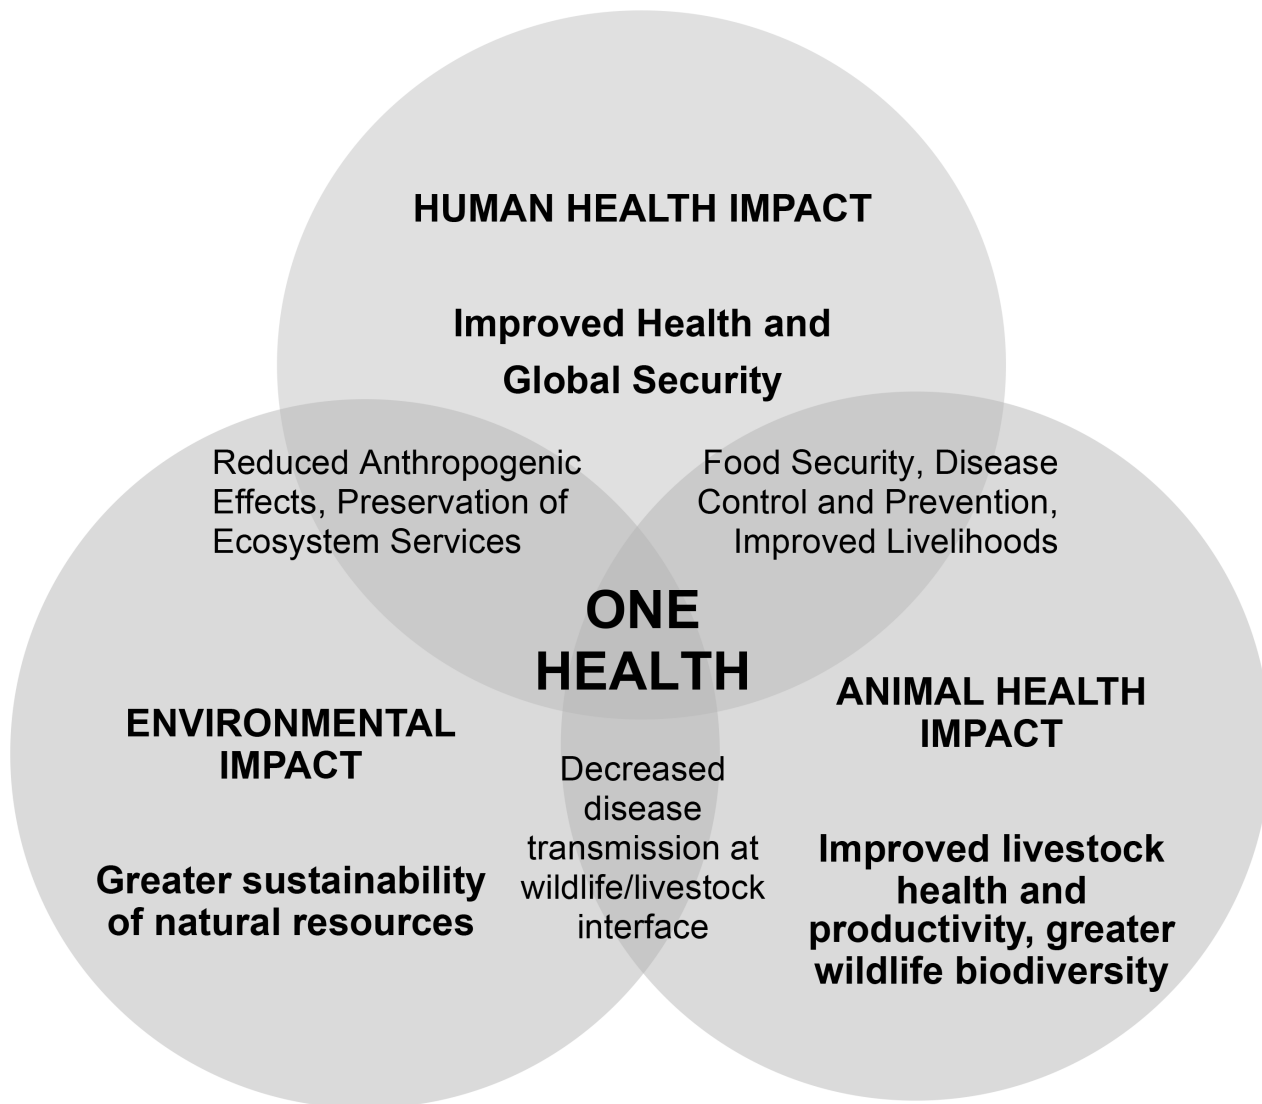 HUMAN HEALTH IMPACT
Improved Health and
Global Security
Reduced Anthropogenic
Effects, Preservation of
Ecosystem Services
Food Security, Disease
Control and Prevention,
Improved Livelihoods
ONE
HEALTH
ENVIRONMENTAL
IMPACT
Greater sustainability
of natural resources
Decreased
disease
transmission at
wildlife/livestock
interface
ANIMAL HEALTH
IMPACT
Improved livestock
health and
productivity, greater
wildlife biodiversity